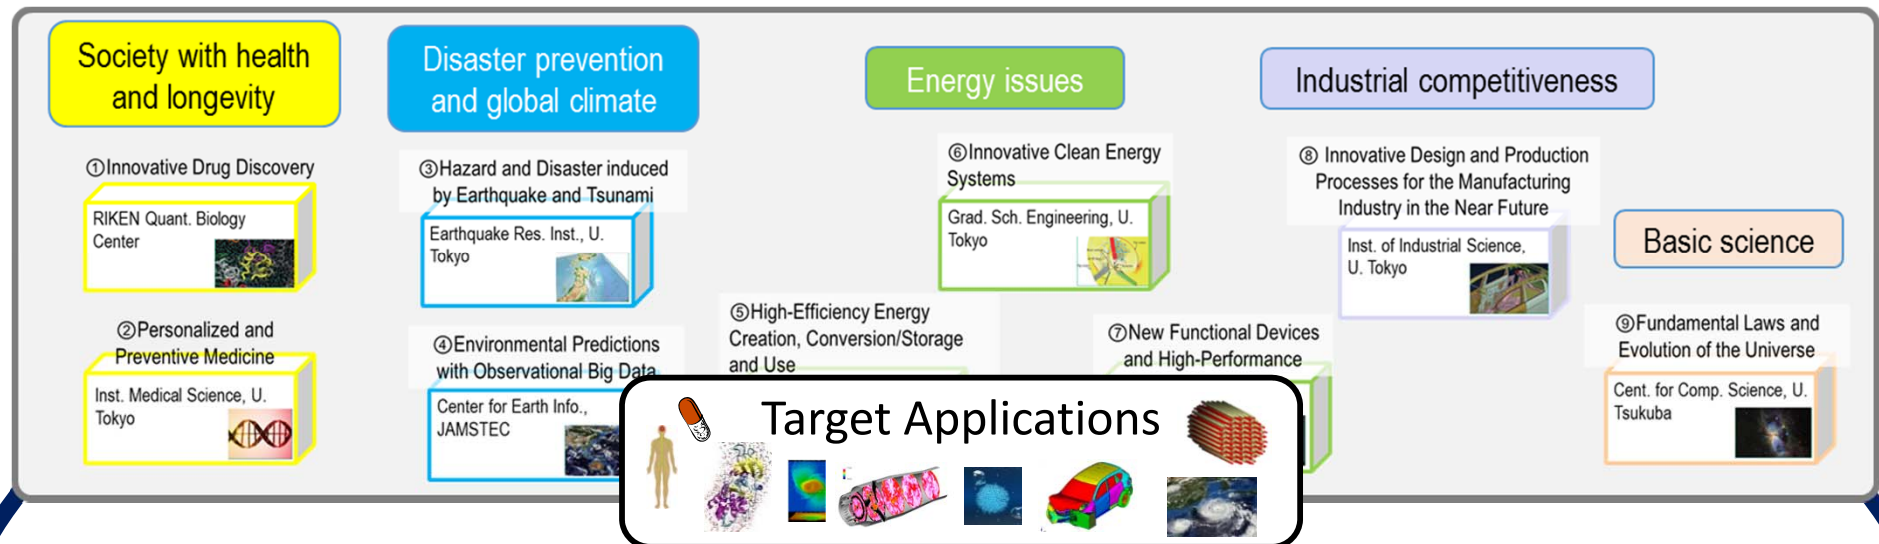 Society with health
and longevity
Disaster prevention
and global climate
Energy issues
Industrial competitiveness
Basic science
①Innovative Drug Discovery
RIKEN Quant. Biology
Center
②Personalized and
Preventive Medicine
Inst. Medical Science, U.
Tokyo
③Hazard and Disaster induced
by Earthquake and Tsunami
Earthquake Res. Inst., U.
Tokyo
④Environmental Predictions
with Observational Big Data
Center for Earth Info.,
JAMSTEC
⑤High-Efficiency Energy
Creation, Conversion/Storage
and Use
⑥Innovative Clean Energy
Systems
Grad. Sch. Engineering, U.
Tokyo
⑦New Functional Devices
and High-Performance
⑧ Innovative Design and Production
Processes for the Manufacturing
Industry in the Near Future
Inst. of Industrial Science,
U. Tokyo
⑨Fundamental Laws and
Evolution of the Universe
Cent. for Comp. Science, U.
Tsukuba
Target Applications